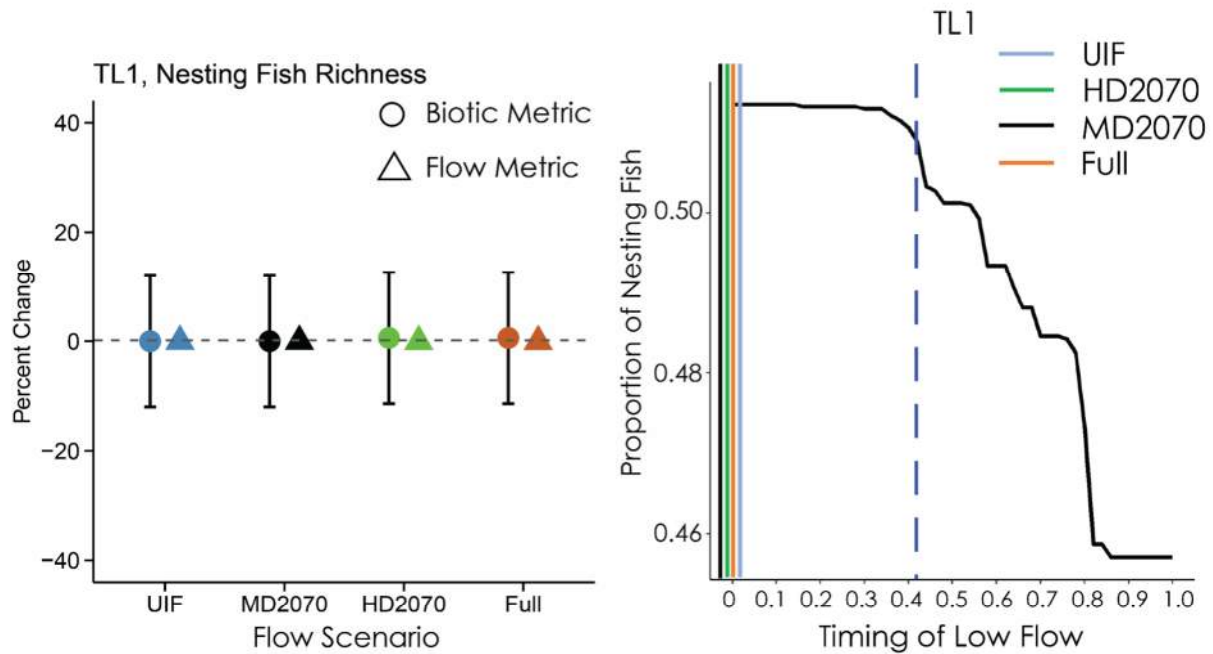 TL1, Nesting Fish Richness
Biotic Metric
Flow Metric
40
20
0
−20
−40
Percent Change
UIF MD2070 HD2070 Full
Flow Scenario
TL1
UIF
HD2070
MD2070
Full
0.50
0.48
0.46
Proportion of Nesting Fish
0 0.1 0.2 0.3 0.4 0.5 0.6 0.7 0.8 0.9 1.0
Timing of Low Flow